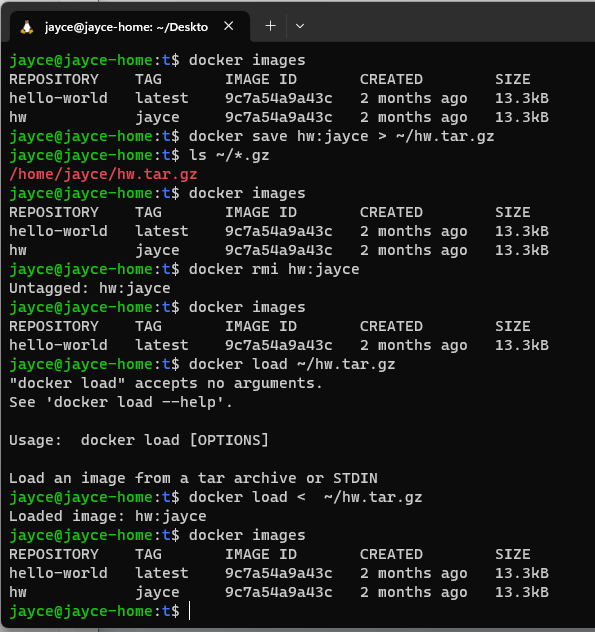 jayce@jayce-home: ~/Deskto
jayce@jayce-home:t$ docker images
REPOSITORY    TAG       IMAGE ID       CREATED        SIZE
hello-world   latest    9c7a54a9a43c   2 months ago   13.3kB
hw            jayce     9c7a54a9a43c   2 months ago   13.3kB
jayce@jayce-home:t$ docker save hw:jayce > ~/hw.tar.gz
jayce@jayce-home:t$ ls ~/*.gz
/home/jayce/hw.tar.gz
jayce@jayce-home:t$ docker images
REPOSITORY    TAG       IMAGE ID       CREATED        SIZE
hello-world   latest    9c7a54a9a43c   2 months ago   13.3kB
hw            jayce     9c7a54a9a43c   2 months ago   13.3kB
jayce@jayce-home:t$ docker rmi hw:jayce
Untagged: hw:jayce
jayce@jayce-home:t$ docker images
REPOSITORY    TAG       IMAGE ID       CREATED        SIZE
hello-world   latest    9c7a54a9a43c   2 months ago   13.3kB
jayce@jayce-home:t$ docker load ~/hw.tar.gz
"docker load" accepts no arguments.
See 'docker load --help'.
Usage:  docker load [OPTIONS]
Load an image from a tar archive or STDIN
jayce@jayce-home:t$ docker load <  ~/hw.tar.gz
Loaded image: hw:jayce
jayce@jayce-home:t$ docker images
REPOSITORY    TAG       IMAGE ID       CREATED        SIZE
hello-world   latest    9c7a54a9a43c   2 months ago   13.3kB
hw            jayce     9c7a54a9a43c   2 months ago   13.3kB
jayce@jayce-home:t$